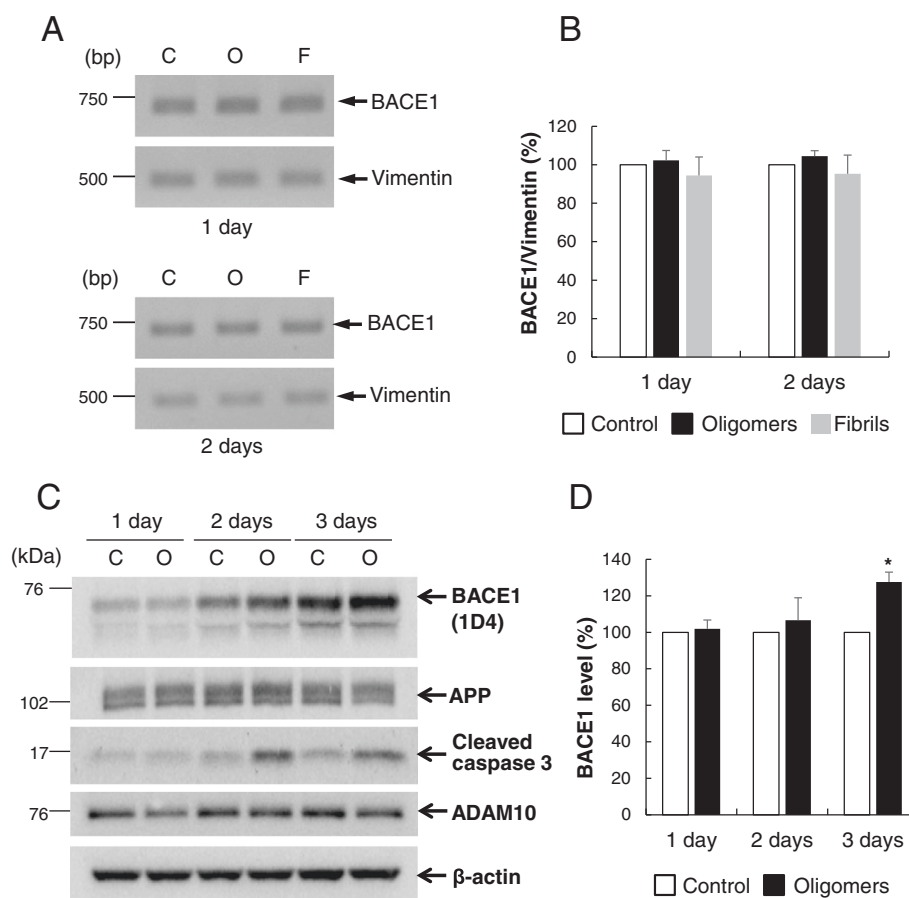 A
(bp) C O F
750
BACE1
500
Vimentin
1 day
(bp) C O F
750
BACE1
500
Vimentin
2 days
B
BACE1/Vimentin (%)
120
100
80
60
40
20
0
1 day 2 days
Control Oligomers Fibrils
C
1 day 2 days 3 days
(kDa) C O C O C O
76
BACE1
(1D4)
102
APP
17
Cleaved
caspase 3
76
ADAM10
β-actin
D
BACE1 level (%)
140
120
100
80
60
40
20
0
*
1 day 2 days 3 days
Control Oligomers